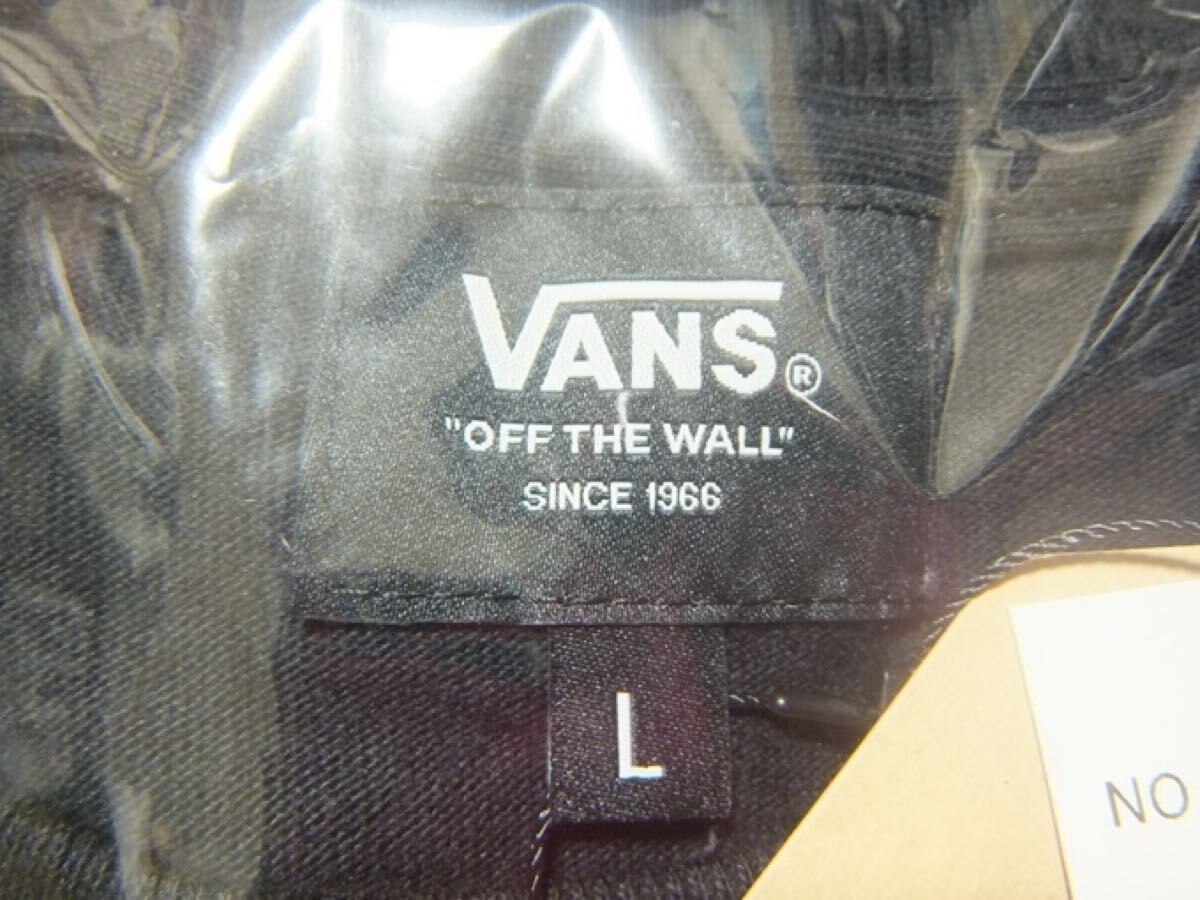 VANS®
"OFF THE WALL"
SINCE 1966
L
NO